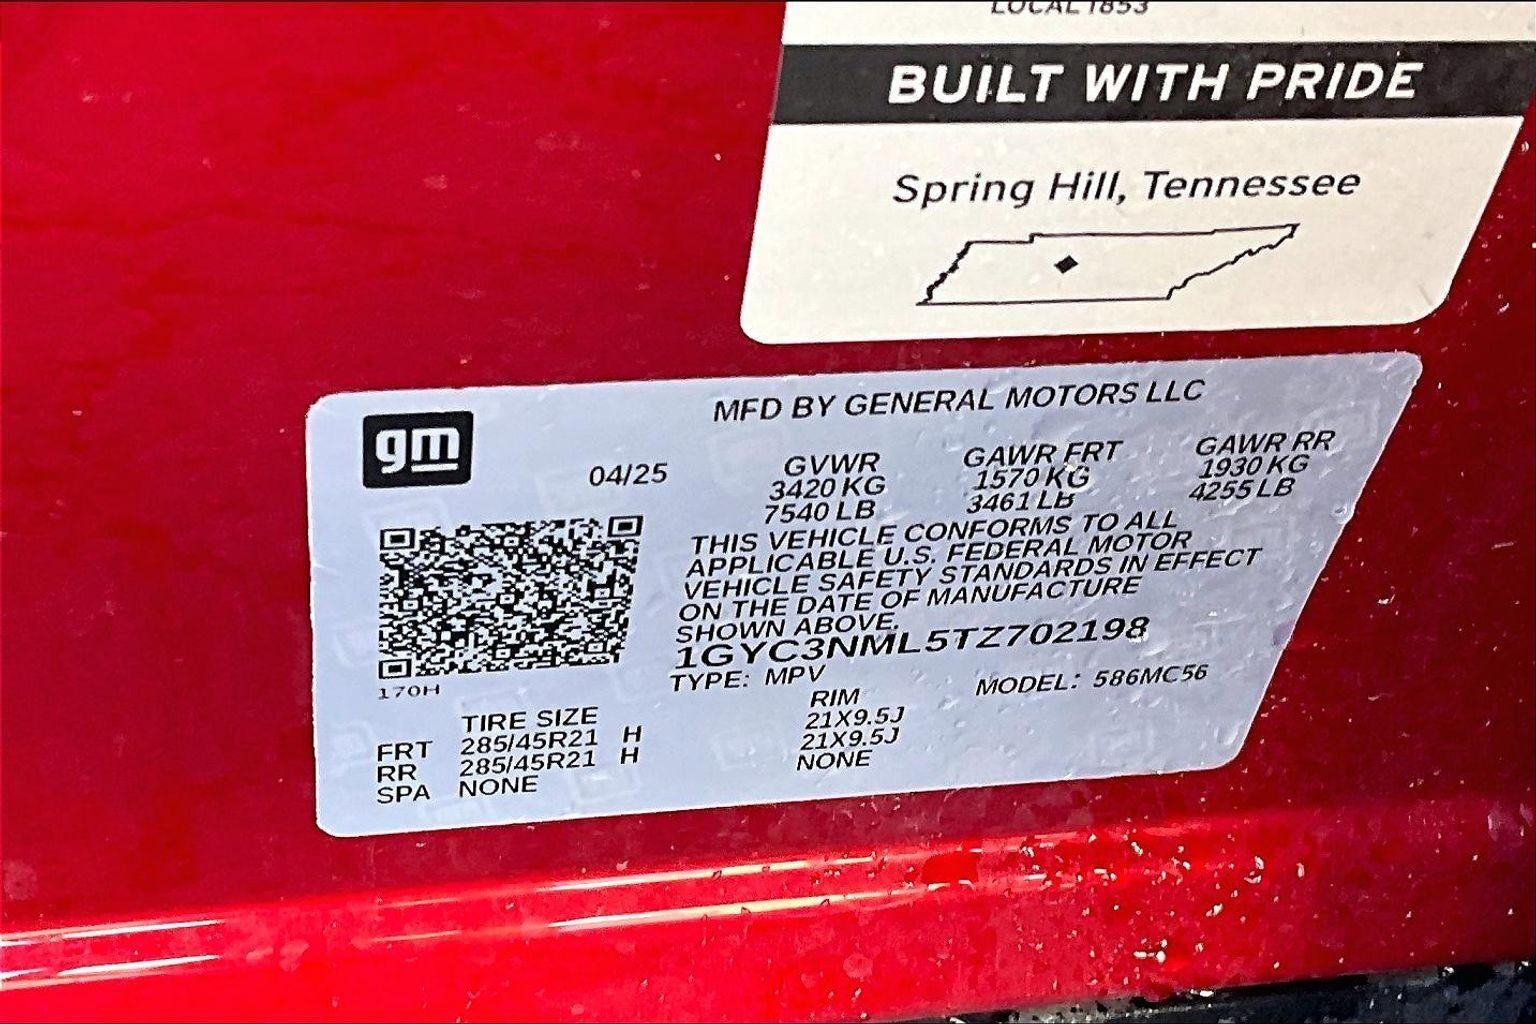 LOCAL 1853
BUILT WITH PRIDE
Spring Hill, Tennessee
gm
MFD BY GENERAL MOTORS LLC
04/25
GVWR
3420 KG
7540 LB
GAWR FRT
1570 KG
3461 LB
GAWR RR
1930 KG
4255 LB
THIS VEHICLE CONFORMS TO ALL
APPLICABLE U.S. FEDERAL MOTOR
VEHICLE SAFETY STANDARDS IN EFFECT
ON THE DATE OF MANUFACTURE
SHOWN ABOVE.
1GYC3NML5TZ702198
TYPE: MPV
MODEL: 586MC56
170H
TIRE SIZE RIM
FRT 285/45R21 H 21X9.5J
RR 285/45R21 H 21X9.5J
SPA NONE NONE